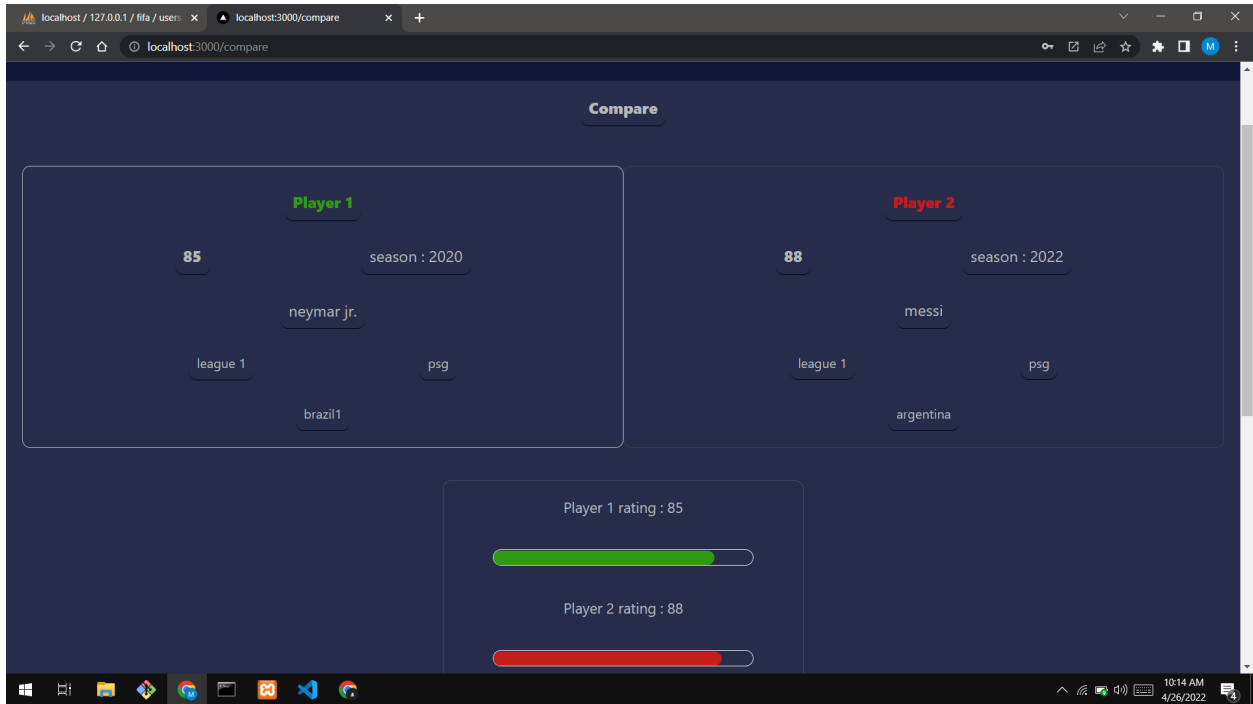 localhost / 127.0.0.1 / fifa / users
localhost:3000/compare
localhost:3000/compare
M
Compare
Player 1
85 season : 2020
neymar jr.
league 1 psg
brazil1
Player 2
88 season : 2022
messi
league 1 psg
argentina
Player 1 rating : 85
Player 2 rating : 88
10:14 AM
4/26/2022
4